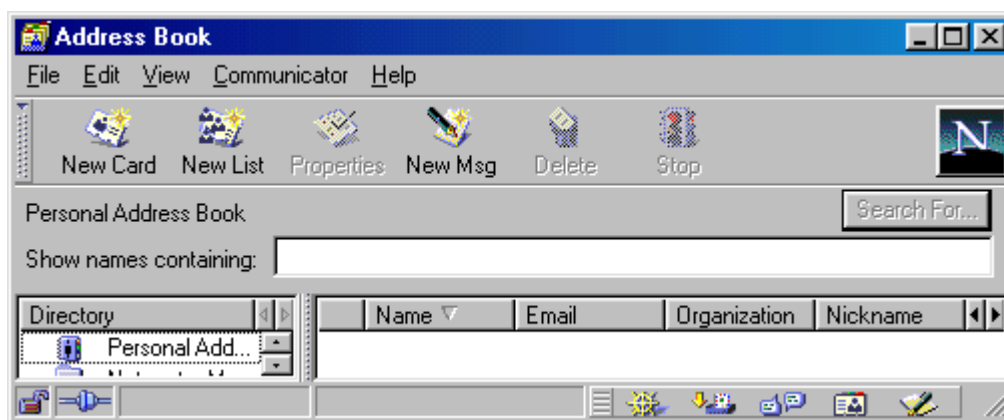 Address Book
File Edit View Communicator Help
New Card New List Properties New Msg Delete Stop
N
Personal Address Book Search For...
Show names containing:
Directory Name Email Organization Nickname
Personal Add...